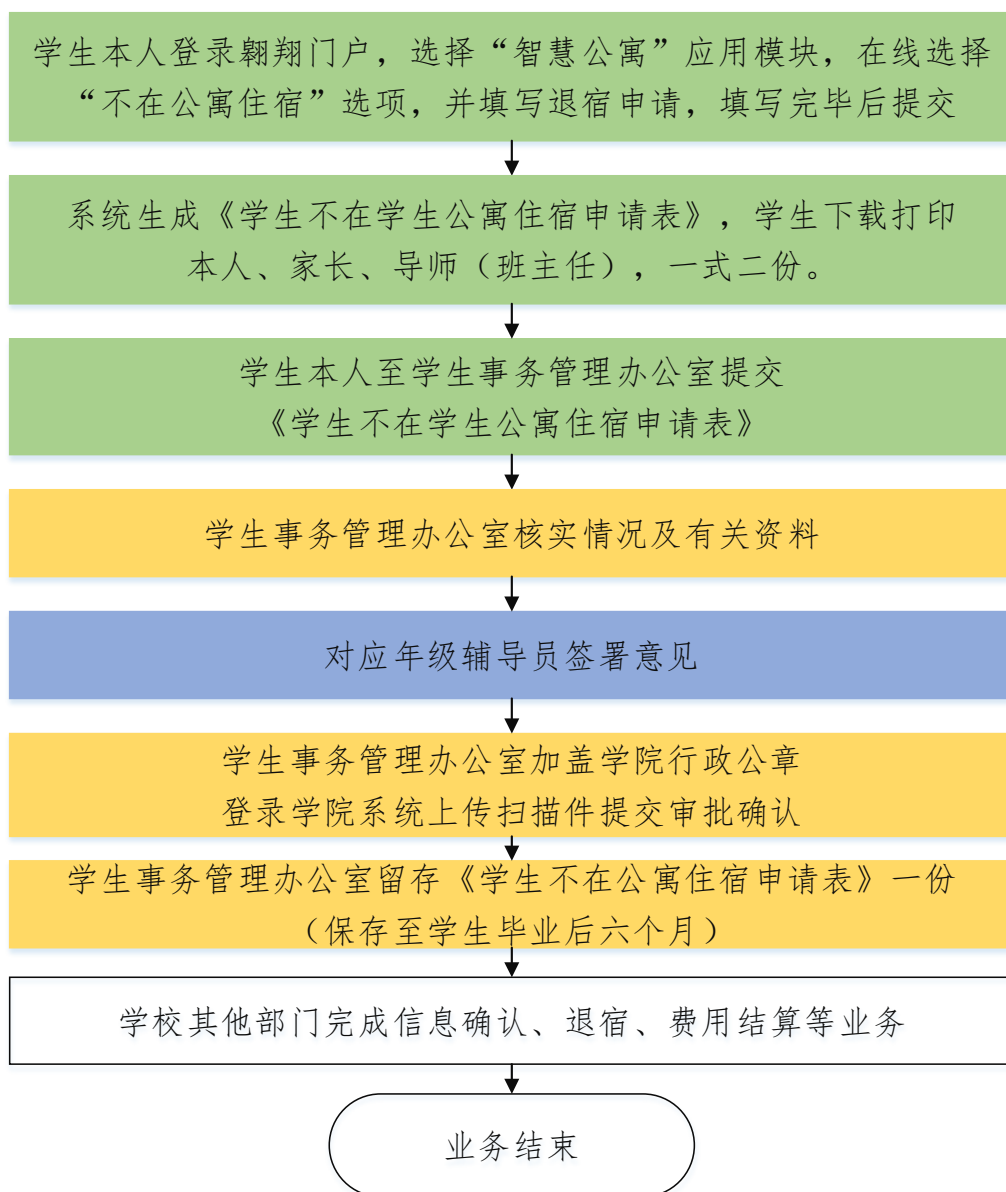 学生本人登录翱翔门户，选择“智慧公寓”应用模块，在线选择
“不在公寓住宿”选项，并填写退宿申请，填写完毕后提交
系统生成《学生不在学生公寓住宿申请表》，学生下载打印
本人、家长、导师（班主任），一式二份。
学生本人至学生事务管理办公室提交
《学生不在学生公寓住宿申请表》
学生事务管理办公室核实情况及有关资料
对应年级辅导员签署意见
学生事务管理办公室加盖学院行政公章
登录学院系统上传扫描件提交审批确认
学生事务管理办公室留存《学生不在公寓住宿申请表》一份
（保存至学生毕业后六个月）
学校其他部门完成信息确认、退宿、费用结算等业务
业务结束